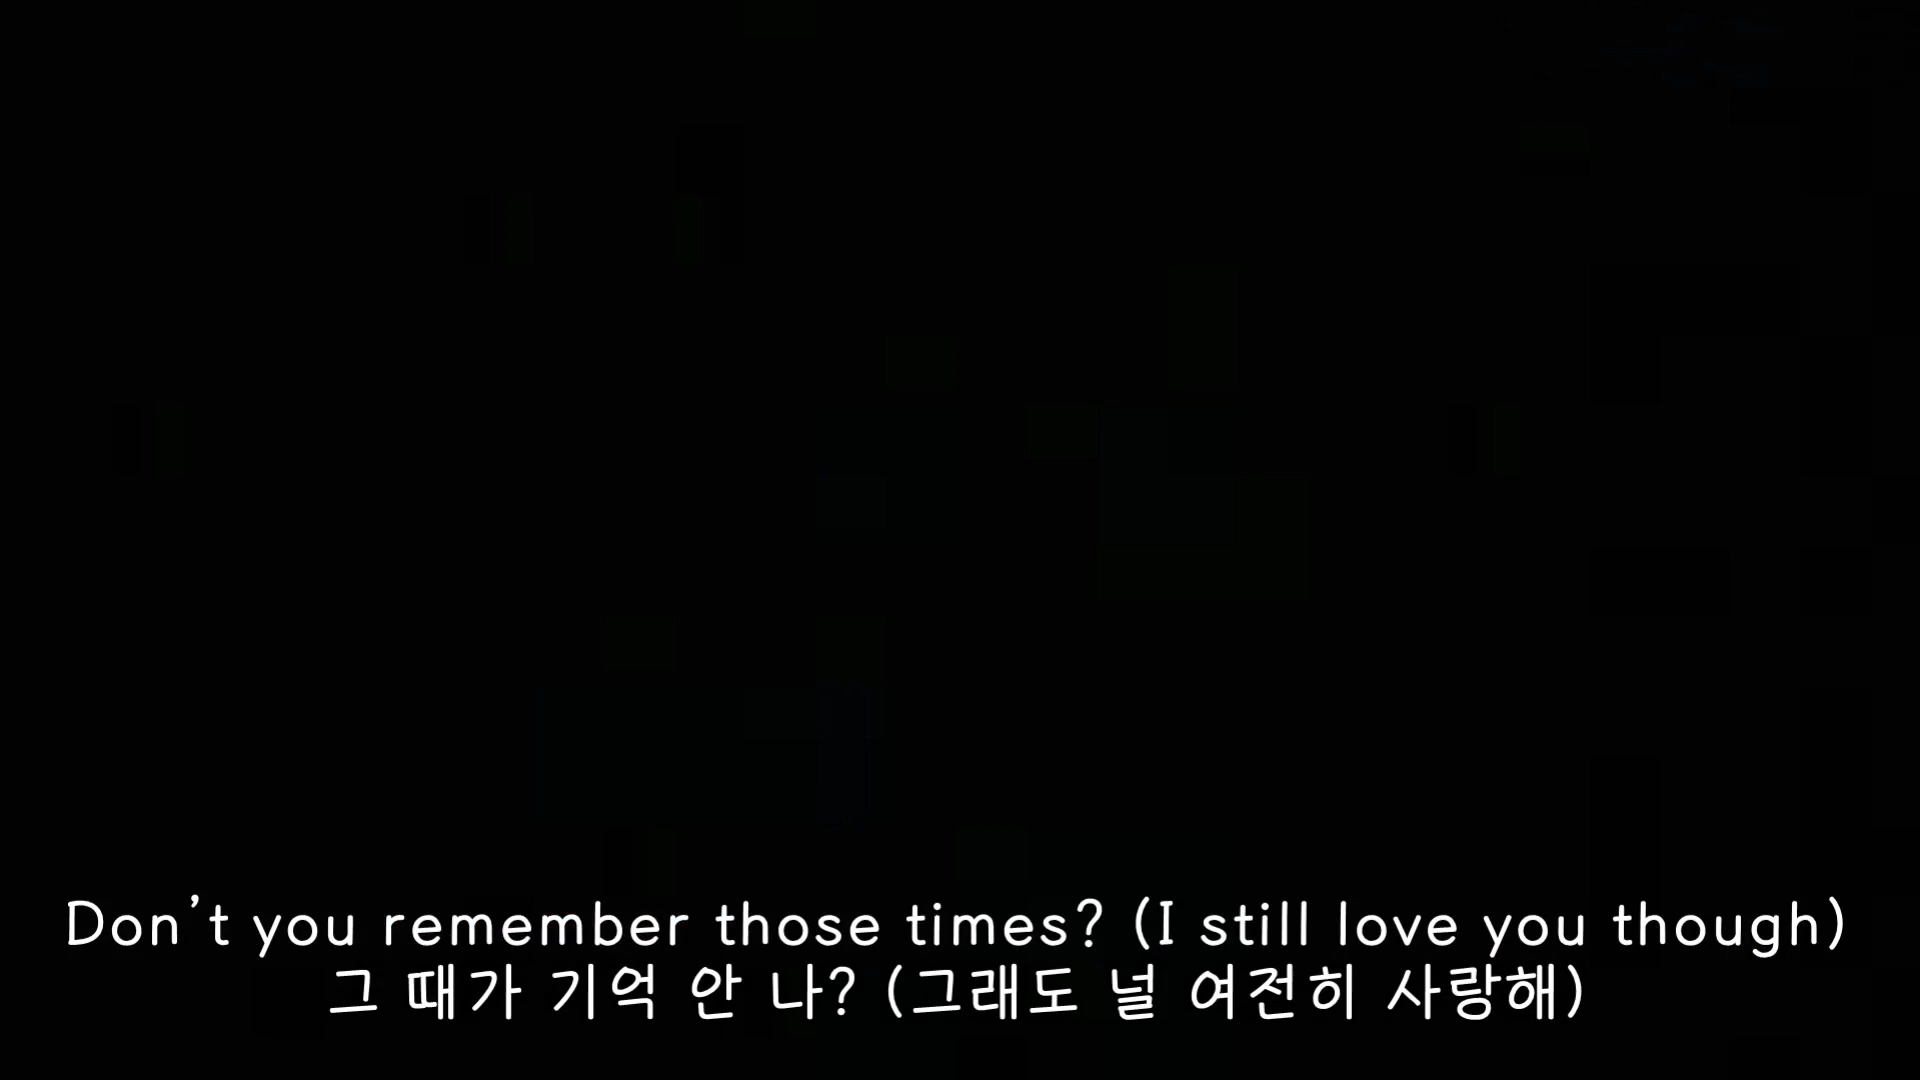 Don’t you remember those times? (I still love you though)
그 때가 기억 안 나? (그래도 널 여전히 사랑해)